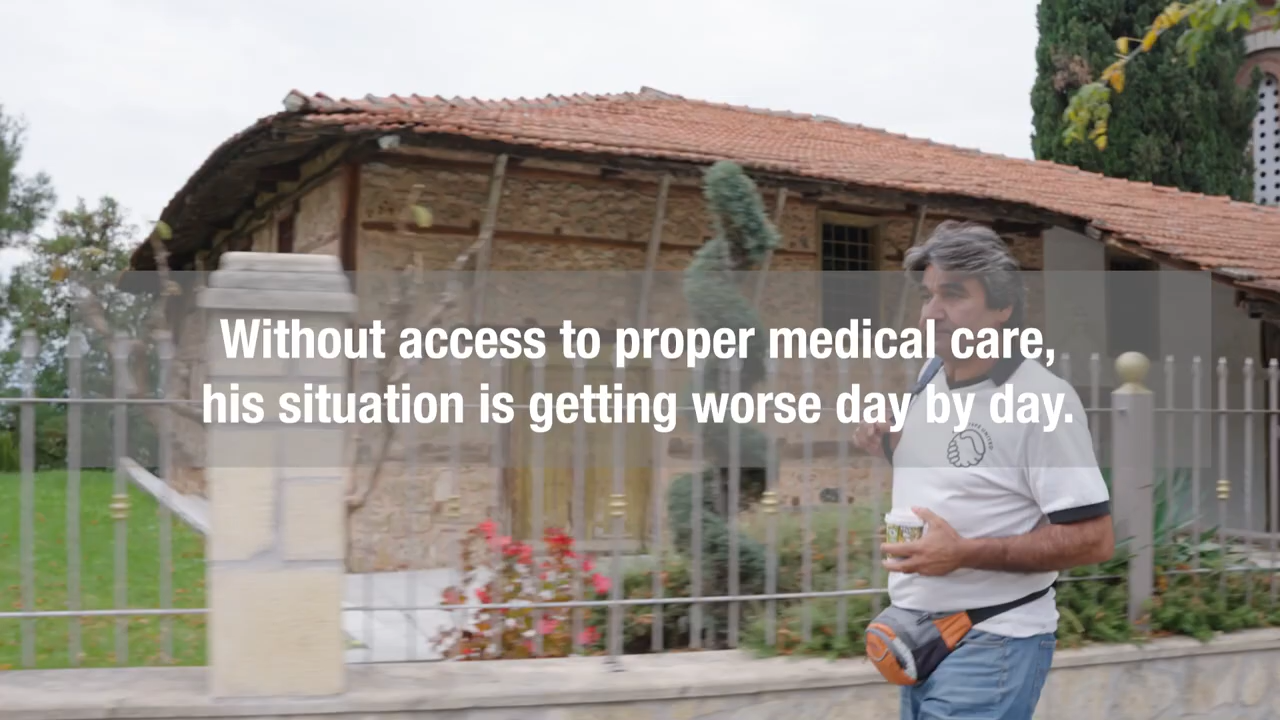 Without access to proper medical care,
his situation is getting worse day by day.